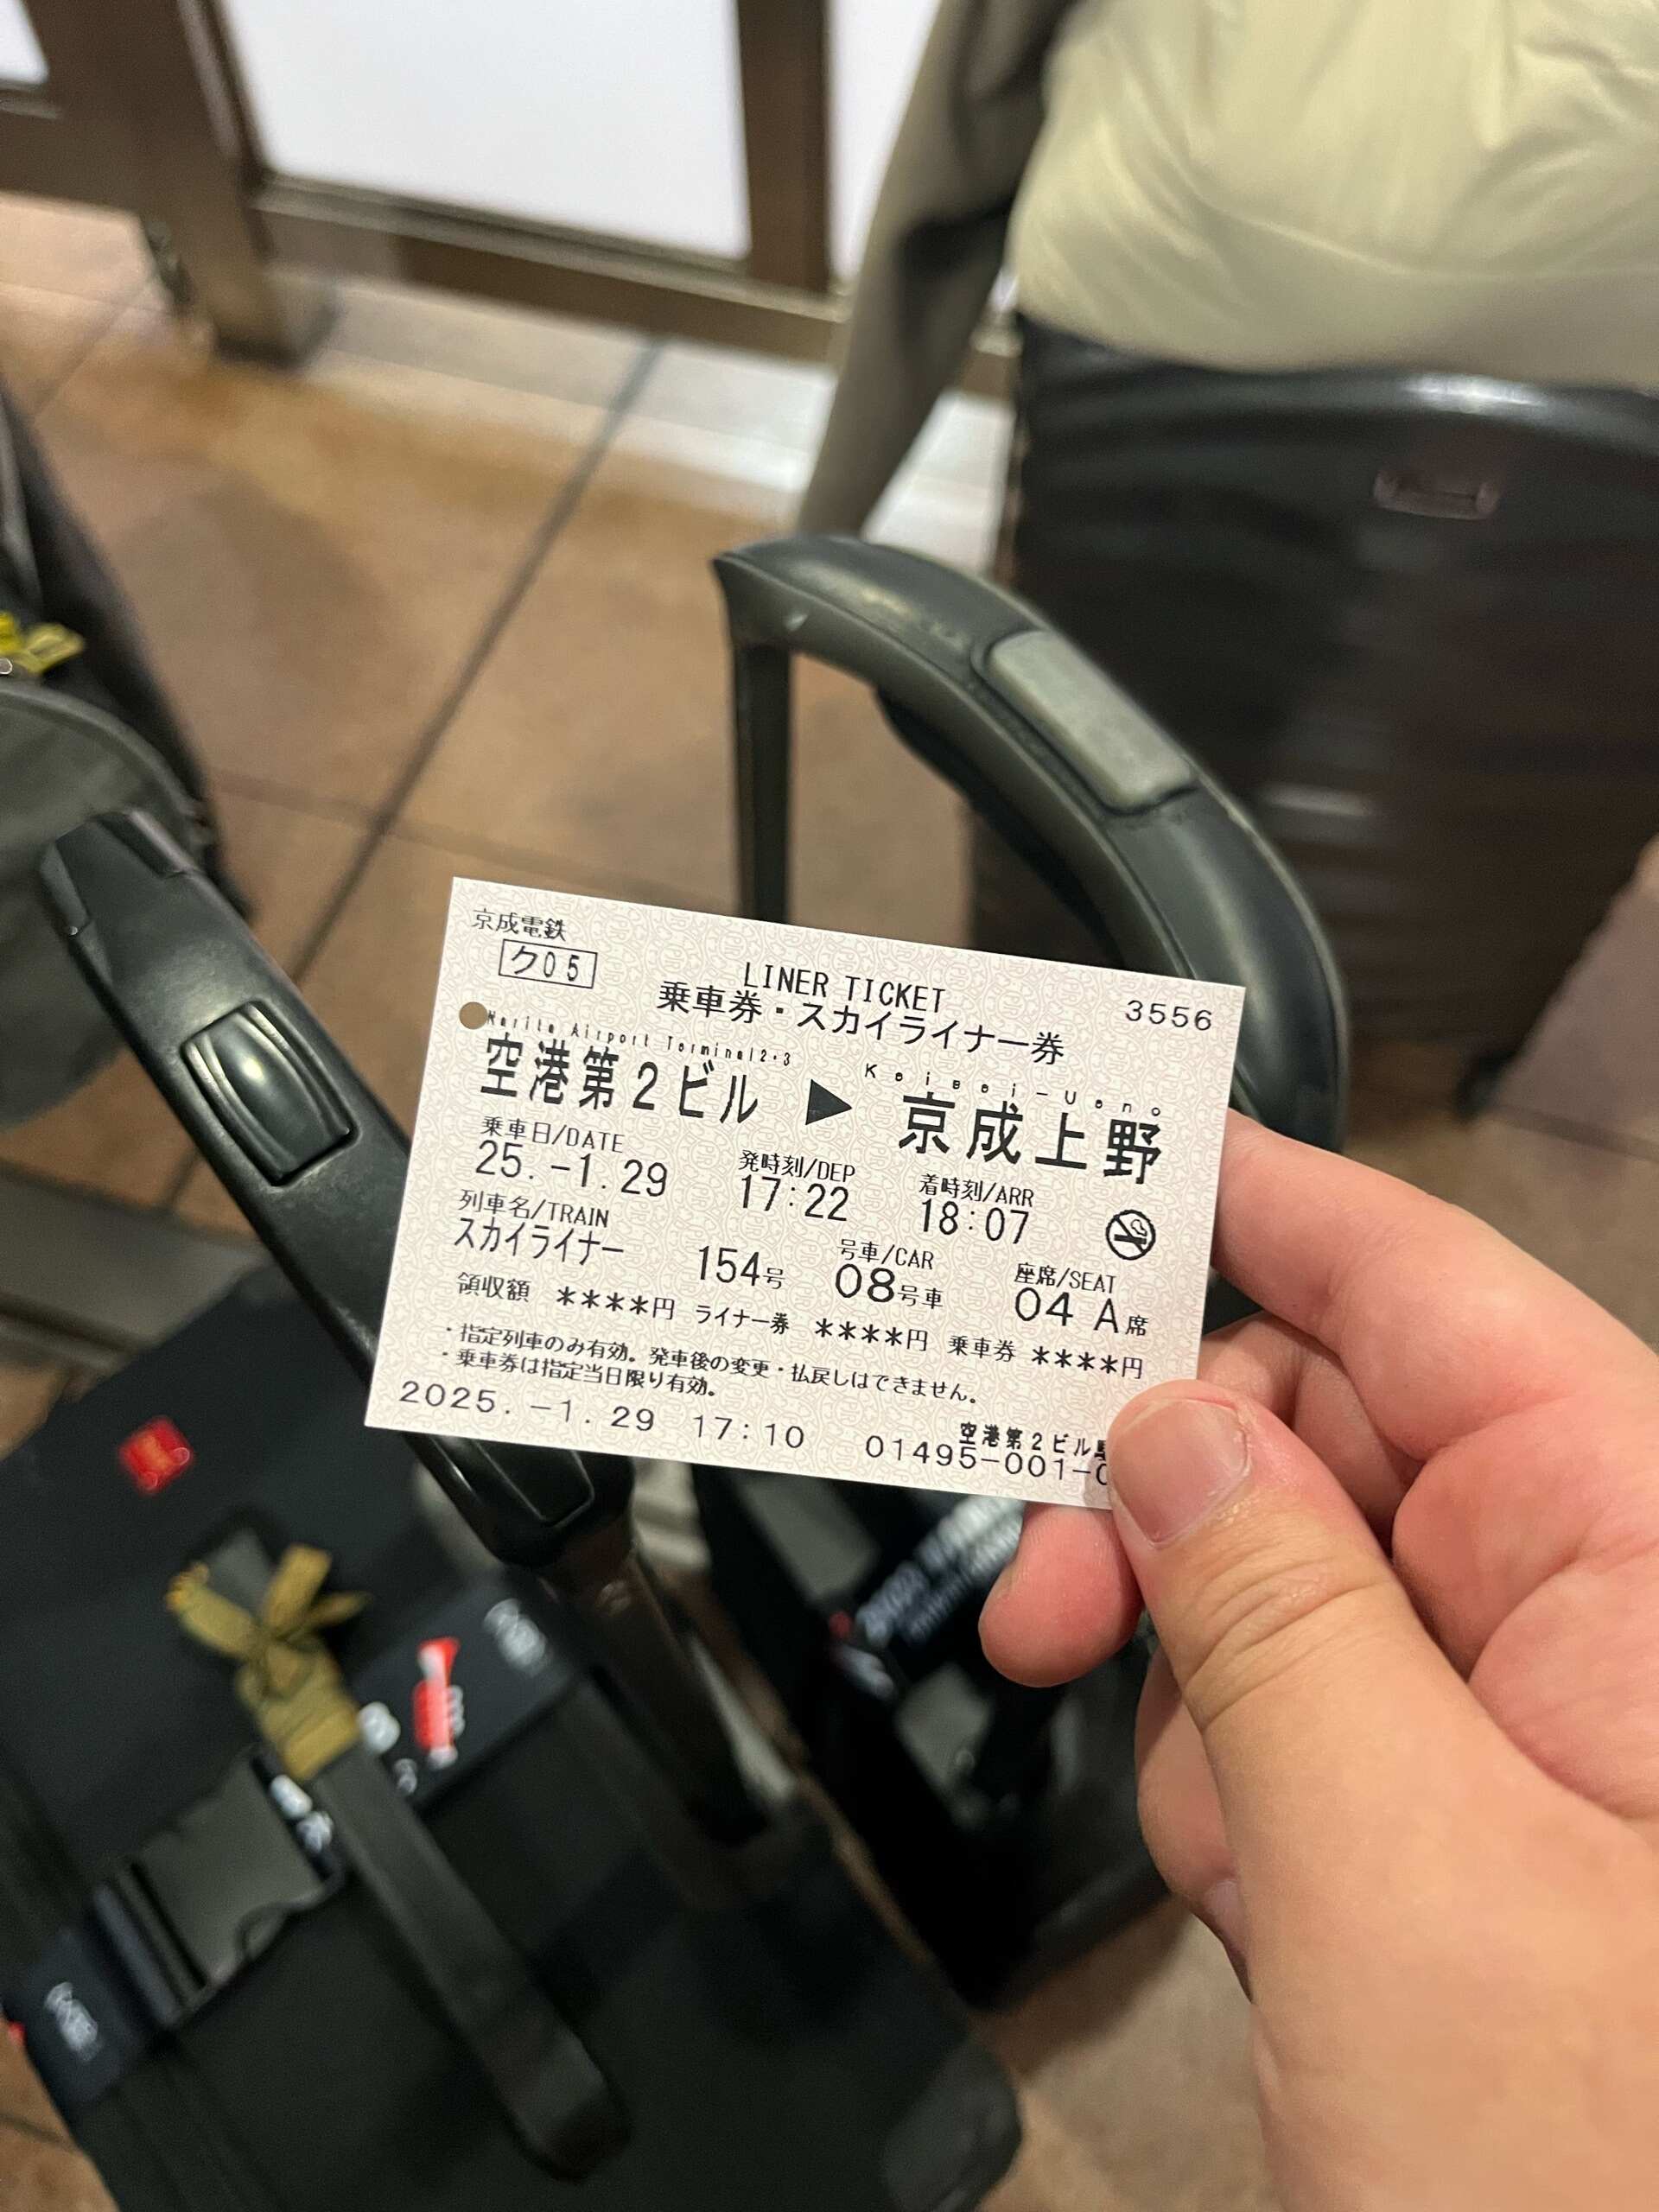 京成電鉄
ク05
LINER TICKET
3556
乗車券・スカイライナー券
Narita Airport Terminal2・3
Keisei-Ueno
空港第2ビル ▶ 京成上野
乗車日/DATE 発時刻/DEP 着時刻/ARR
25.-1.29 17:22 18:07
列車名/TRAIN 号車/CAR 座席/SEAT
スカイライナー 154号 08号車 04 A席
領収額 ****円 ライナー券 ****円 乗車券 ****円
・指定列車のみ有効。発車後の変更・払戻しはできません。
・乗車券は指定当日限り有効。
空港第2ビル駅
2025.-1.29 17:10 01495-001-0